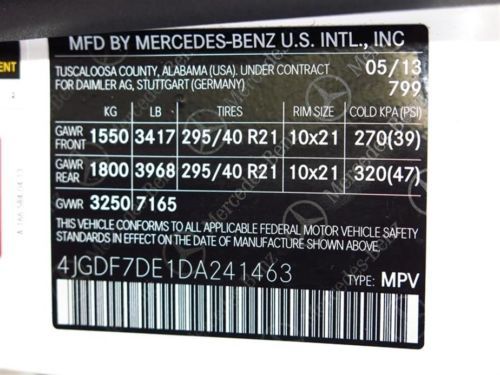 MFD BY MERCEDES-BENZ U.S. INTL., INC
TUSCALOOSA COUNTY, ALABAMA (USA). UNDER CONTRACT 05/13
FOR DAIMLER AG, STUTTGART (GERMANY) 799
KG LB TIRES RIM SIZE COLD KPA (PSI)
GAWR FRONT 1550 3417 295/40 R21 10x21 270(39)
GAWR REAR 1800 3968 295/40 R21 10x21 320(47)
GVWR 3250 7165
THIS VEHICLE CONFORMS TO ALL APPLICABLE FEDERAL MOTOR VEHICLE SAFETY
AND THEFT PREVENTION STANDARDS IN EFFECT ON THE DATE OF MANUFACTURE SHOWN ABOVE.
4JGDF7DE1DA241463 TYPE: MPV